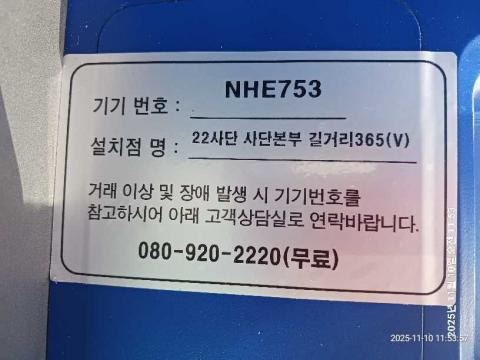 NHE753
기기 번호 :
22사단 사단본부 길거리365(V)
설치점 명 :
거래 이상 및 장애 발생 시 기기번호를
참고하시어 아래 고객상담실로 연락바랍니다.
080-920-2220(무료)
2025-11-10 11:53:57